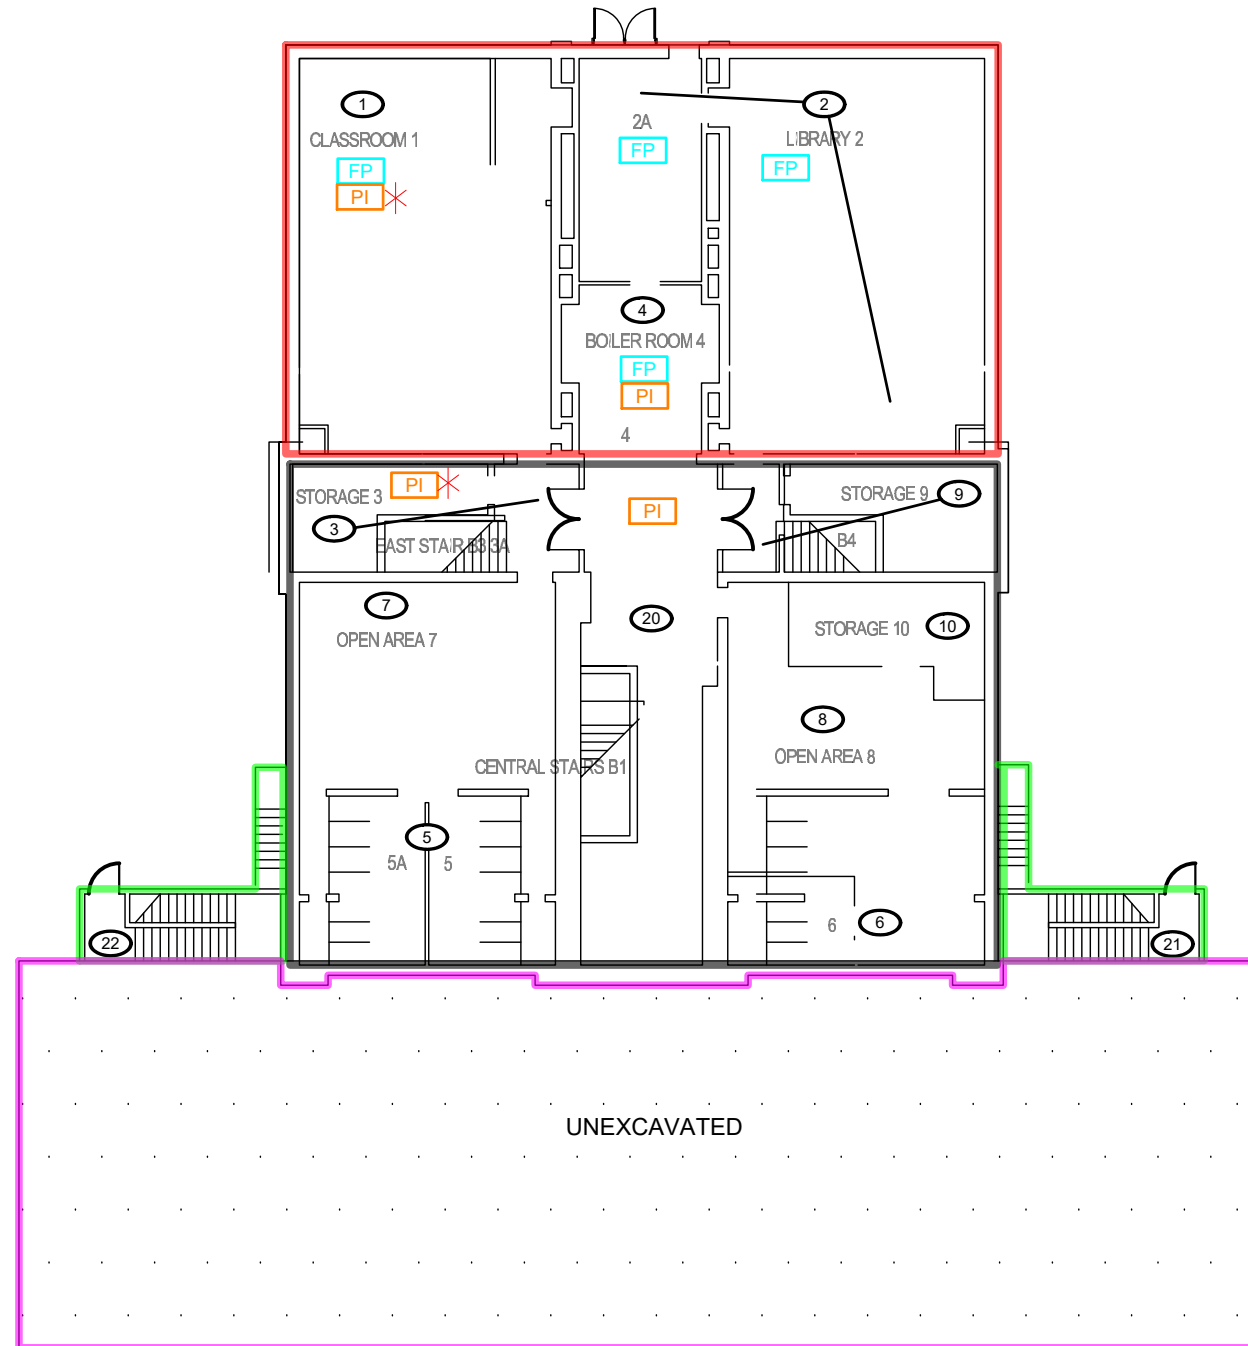 1
2
CLASSROOM 1
2A
LIBRARY 2
FP
FP
FP
PI
4
BOILER ROOM 4
FP
PI
4
PI
STORAGE 3
STORAGE 9
9
3
PI
EAST STAIR B3 3A
B4
7
20
10
OPEN AREA 7
STORAGE 10
8
OPEN AREA 8
CENTRAL STAIRS B1
5
5A
5
6
6
22
21
UNEXCAVATED